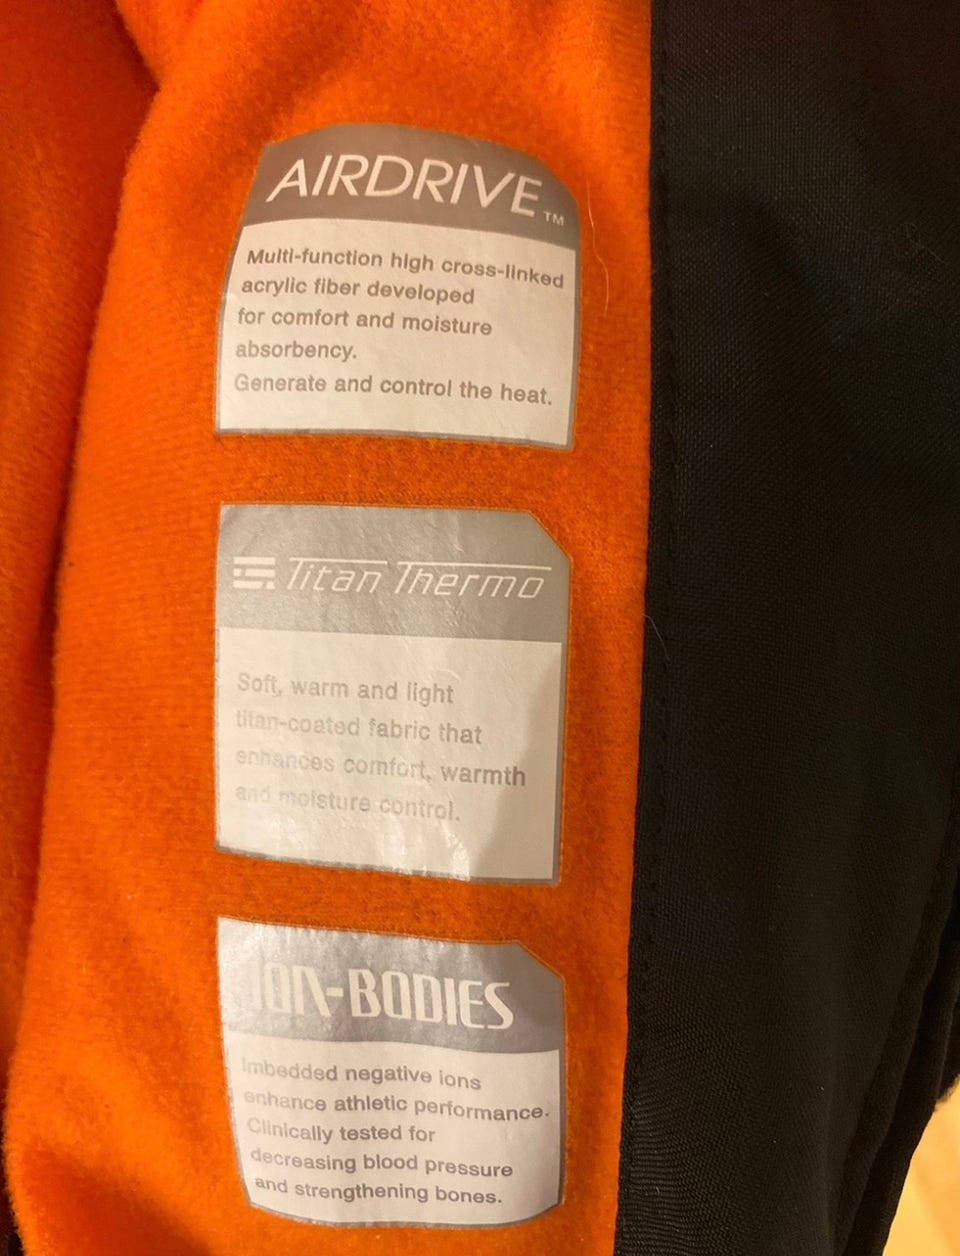 AIRDRIVE™
Multi-function high cross-linked
acrylic fiber developed
for comfort and moisture
absorbency.
Generate and control the heat.
Titan Thermo
Soft, warm and light
titan-coated fabric that
enhances comfort, warmth
and moisture control.
ION-BODIES
Imbedded negative ions
enhance athletic performance.
Clinically tested for
decreasing blood pressure
and strengthening bones.